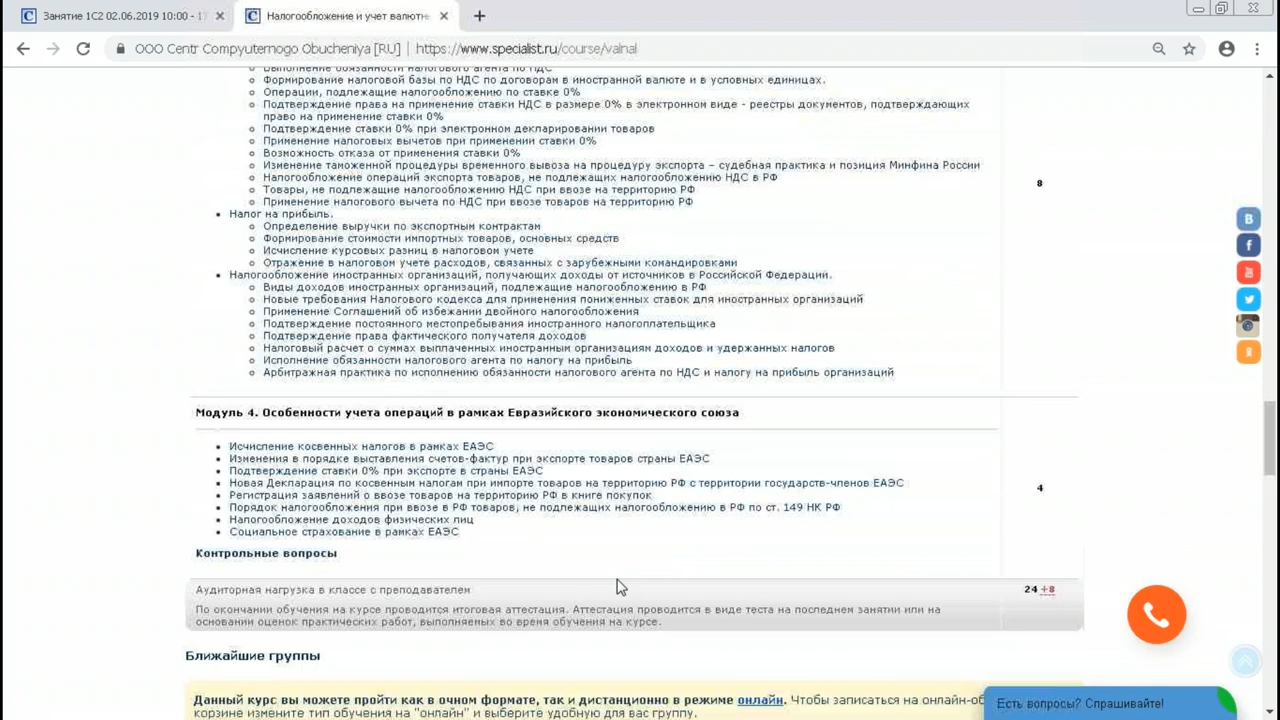 Занятие 1С2 02.06.2019 10:00 - 1
Налогообложение и учет валютн
ООО Centr Compyuternogo Obucheniya [RU] | https://www.specialist.ru/course/valnal
Выполнение обязанности налогового агента по НДС
Формирование налоговой базы по НДС по договорам в иностранной валюте и в условных единицах.
Операции, подлежащие налогообложению по ставке 0%
Подтверждение права на применение ставки НДС в размере 0% в электронном виде - реестры документов, подтверждающих
право на применение ставки 0%
Подтверждение ставки 0% при электронном декларировании товаров
Применение налоговых вычетов при применении ставки 0%
Возможность отказа от применения ставки 0%
Изменение таможенной процедуры временного вывоза на процедуру экспорта – судебная практика и позиция Минфина России
Налогообложение операций экспорта товаров, не подлежащих налогообложению НДС в РФ
8
Товары, не подлежащие налогообложению НДС при ввозе на территорию РФ
Применение налогового вычета по НДС при ввозе товаров на территорию РФ
Налог на прибыль.
Определение выручки по экспортным контрактам
Формирование стоимости импортных товаров, основных средств
Исчисление курсовых разниц в налоговом учете
Отражение в налоговом учете расходов, связанных с зарубежными командировками
Налогообложение иностранных организаций, получающих доходы от источников в Российской Федерации.
Виды доходов иностранных организаций, подлежащие налогообложению в РФ
Новые требования Налогового кодекса для применения пониженных ставок для иностранных организаций
Применение Соглашений об избежании двойного налогообложения
Подтверждение постоянного местопребывания иностранного налогоплательщика
Подтверждение права фактического получателя доходов
Налоговый расчет о суммах выплаченных иностранным организациям доходов и удержанных налогов
Исполнение обязанности налогового агента по налогу на прибыль
Арбитражная практика по исполнению обязанности налогового агента по НДС и налогу на прибыль организаций
Модуль 4. Особенности учета операций в рамках Евразийского экономического союза
Исчисление косвенных налогов в рамках ЕАЭС
Изменения в порядке выставления счетов-фактур при экспорте товаров страны ЕАЭС
Подтверждение ставки 0% при экспорте в страны ЕАЭС
Новая Декларация по косвенным налогам при импорте товаров на территорию РФ с территории государств-членов ЕАЭС
4
Регистрация заявлений о ввозе товаров на территорию РФ в книге покупок
Порядок налогообложения при ввозе в РФ товаров, не подлежащих налогообложению в РФ по ст. 149 НК РФ
Налогообложение доходов физических лиц
Социальное страхование в рамках ЕАЭС
Контрольные вопросы
Аудиторная нагрузка в классе с преподавателем 24 +8
По окончании обучения на курсе проводится итоговая аттестация. Аттестация проводится в виде теста на последнем занятии или на
основании оценок практических работ, выполняемых во время обучения на курсе.
Ближайшие группы
Данный курс вы можете пройти как в очном формате, так и дистанционно в режиме онлайн. Чтобы записаться на онлайн-об
корзине измените тип обучения на "онлайн" и выберите удобную для вас группу.
Есть вопросы? Спрашивайте!